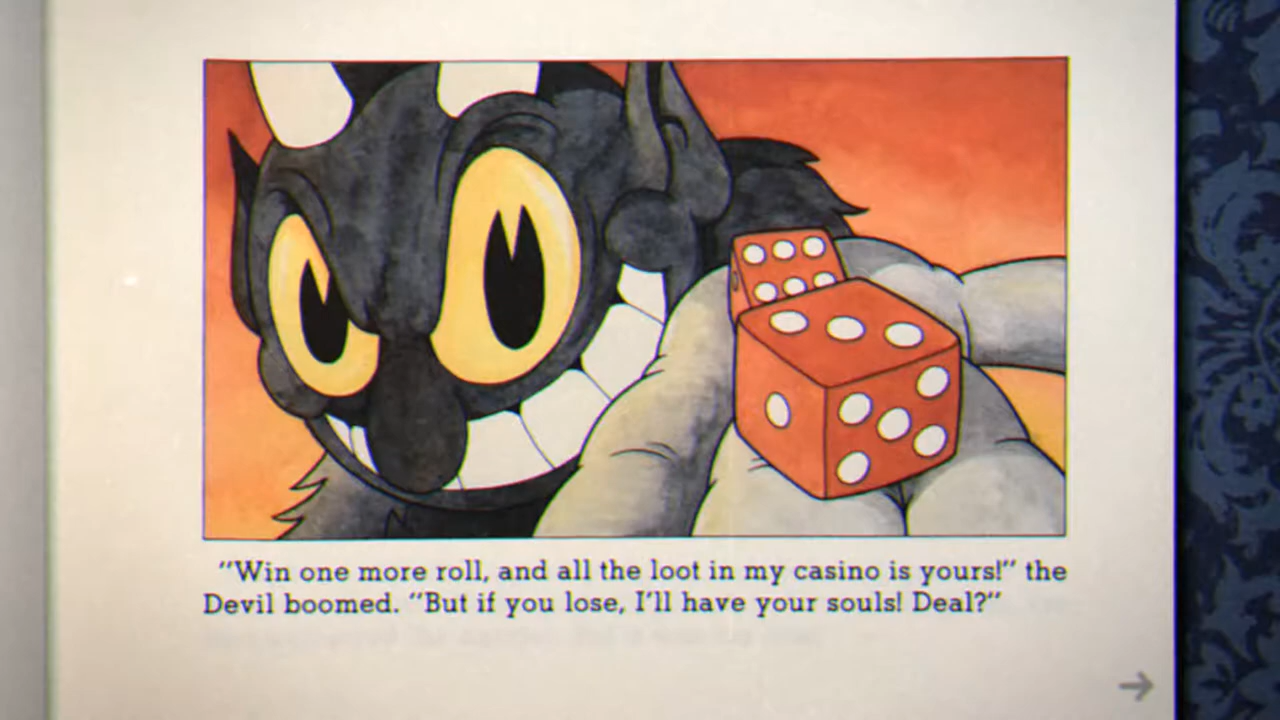 “Win one more roll, and all the loot in my casino is yours!” the
Devil boomed. “But if you lose, I’ll have your souls! Deal?”